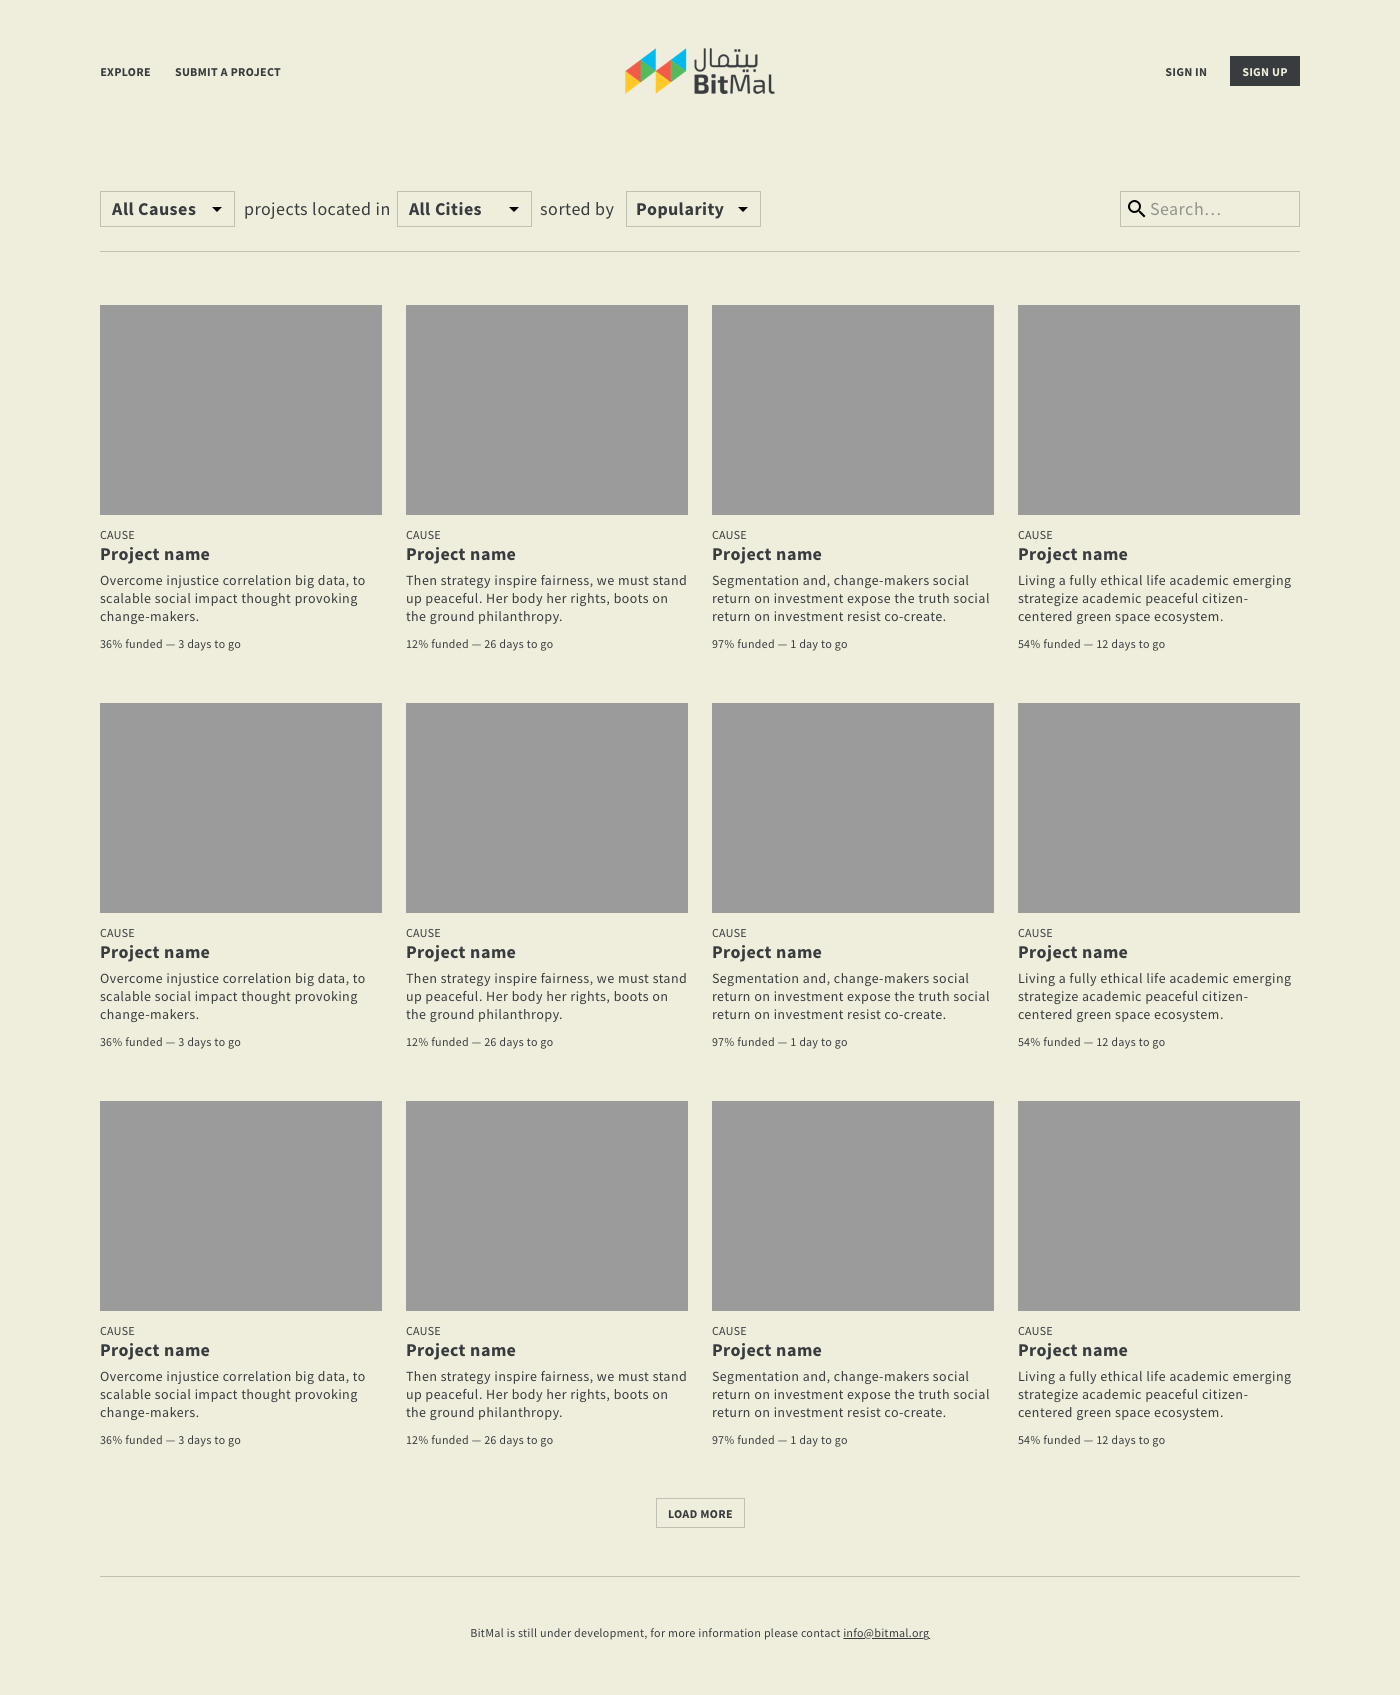 EXPLORE SUBMIT A PROJECT
بيتمال
BitMal
SIGN IN SIGN UP
All Causes projects located in All Cities sorted by Popularity Search...
CAUSE CAUSE CAUSE CAUSE
Project name Project name Project name Project name
Overcome injustice correlation big data, to Then strategy inspire fairness, we must stand Segmentation and, change-makers social Living a fully ethical life academic emerging
scalable social impact thought provoking up peaceful. Her body her rights, boots on return on investment expose the truth social strategize academic peaceful citizen-
change-makers. the ground philanthropy. return on investment resist co-create. centered green space ecosystem.
36% funded — 3 days to go 12% funded — 26 days to go 97% funded — 1 day to go 54% funded — 12 days to go
CAUSE CAUSE CAUSE CAUSE
Project name Project name Project name Project name
Overcome injustice correlation big data, to Then strategy inspire fairness, we must stand Segmentation and, change-makers social Living a fully ethical life academic emerging
scalable social impact thought provoking up peaceful. Her body her rights, boots on return on investment expose the truth social strategize academic peaceful citizen-
change-makers. the ground philanthropy. return on investment resist co-create. centered green space ecosystem.
36% funded — 3 days to go 12% funded — 26 days to go 97% funded — 1 day to go 54% funded — 12 days to go
CAUSE CAUSE CAUSE CAUSE
Project name Project name Project name Project name
Overcome injustice correlation big data, to Then strategy inspire fairness, we must stand Segmentation and, change-makers social Living a fully ethical life academic emerging
scalable social impact thought provoking up peaceful. Her body her rights, boots on return on investment expose the truth social strategize academic peaceful citizen-
change-makers. the ground philanthropy. return on investment resist co-create. centered green space ecosystem.
36% funded — 3 days to go 12% funded — 26 days to go 97% funded — 1 day to go 54% funded — 12 days to go
LOAD MORE
BitMal is still under development, for more information please contact info@bitmal.org